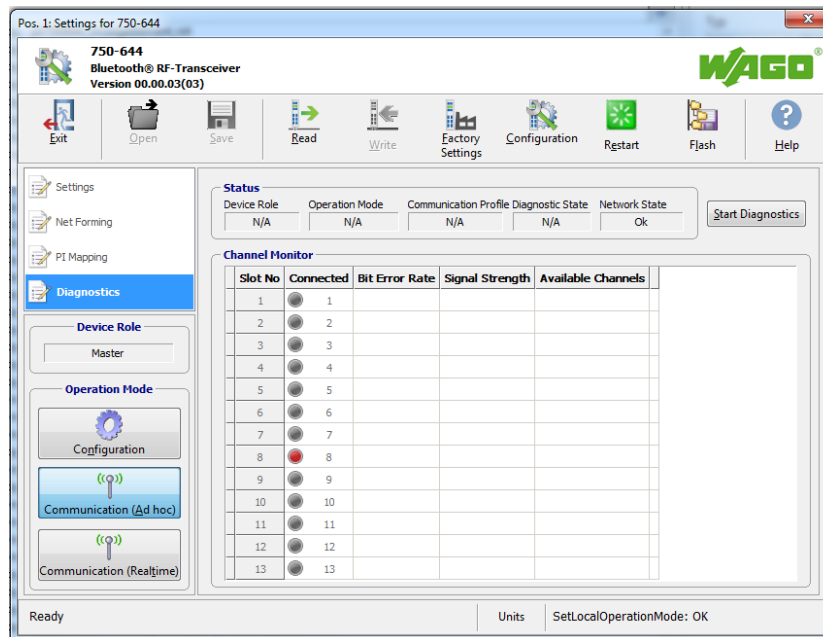 Pos. 1: Settings for 750-644
750-644
Bluetooth® RF-Transceiver
Version 00.00.03(03)
WAGO®
Exit Open Save Read Write Factory Settings Configuration Restart Flash Help
Settings
Net Forming
PI Mapping
Diagnostics
Device Role
Master
Operation Mode
Configuration
Communication (Ad hoc)
Communication (Realtime)
Status
Device Role Operation Mode Communication Profile Diagnostic State Network State
N/A N/A N/A N/A Ok
Start Diagnostics
Channel Monitor
Slot No Connected Bit Error Rate Signal Strength Available Channels
1 1
2 2
3 3
4 4
5 5
6 6
7 7
8 8
9 9
10 10
11 11
12 12
13 13
Ready Units SetLocalOperationMode: OK